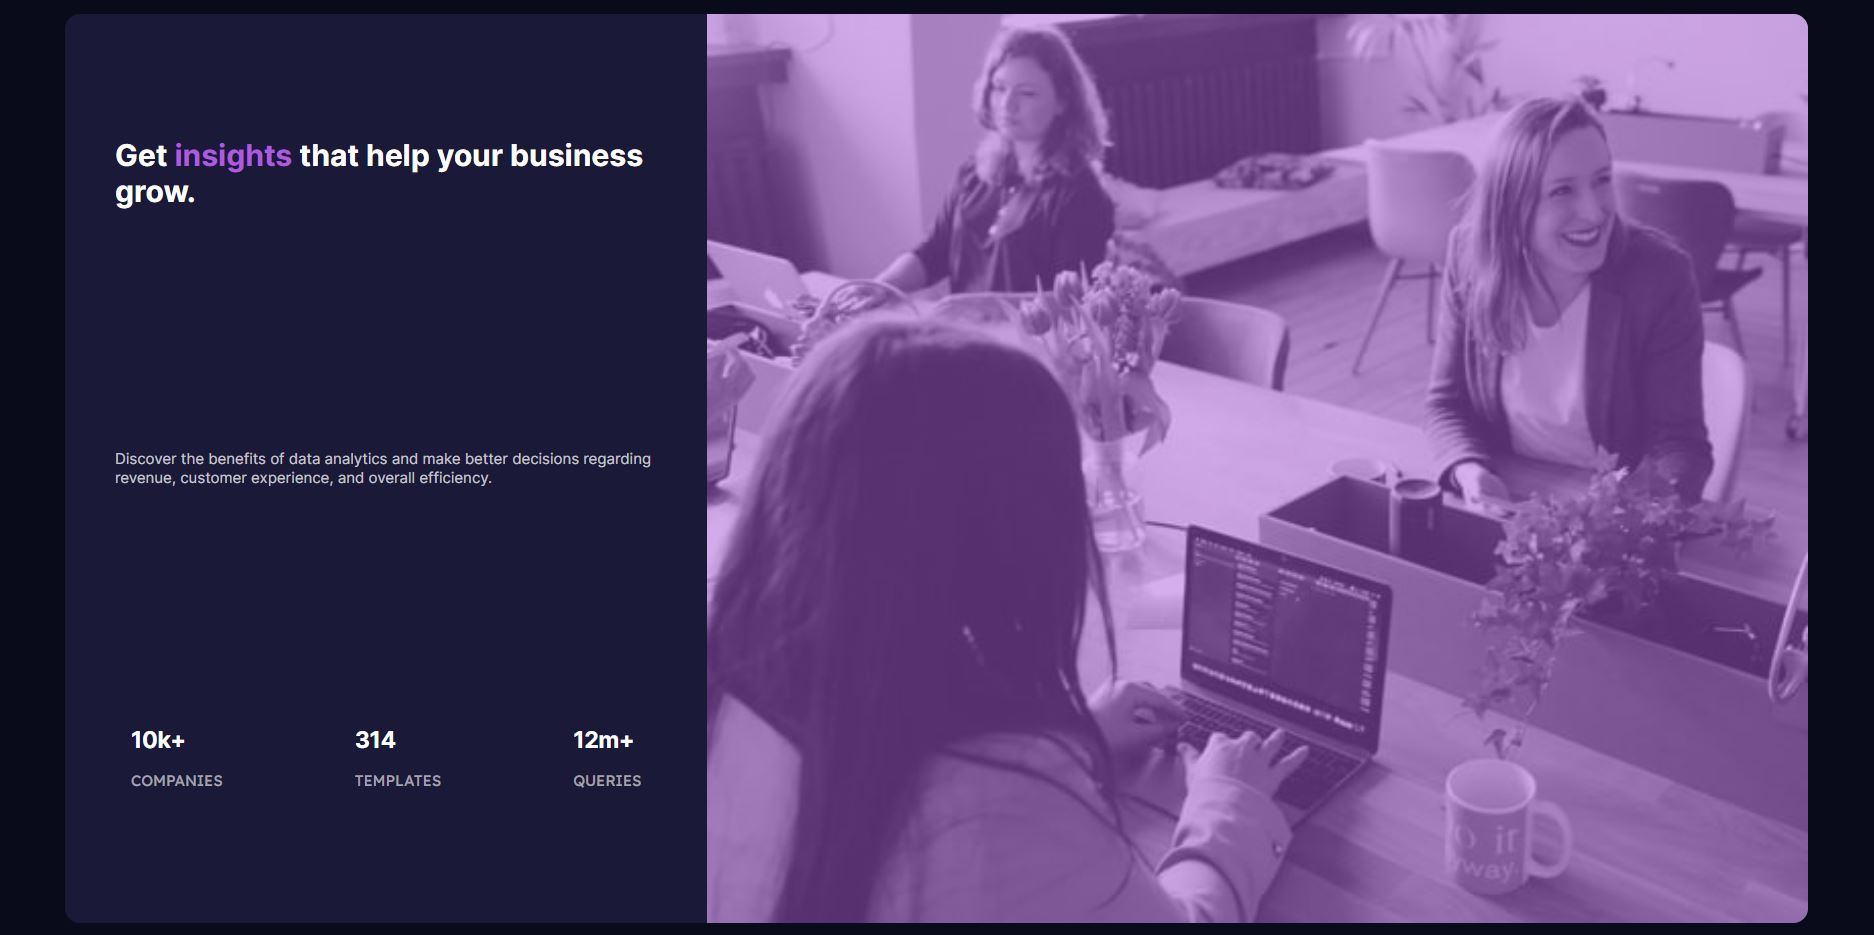 Get insights that help your business
grow.
Discover the benefits of data analytics and make better decisions regarding
revenue, customer experience, and overall efficiency.
10k+ 314 12m+
COMPANIES TEMPLATES QUERIES